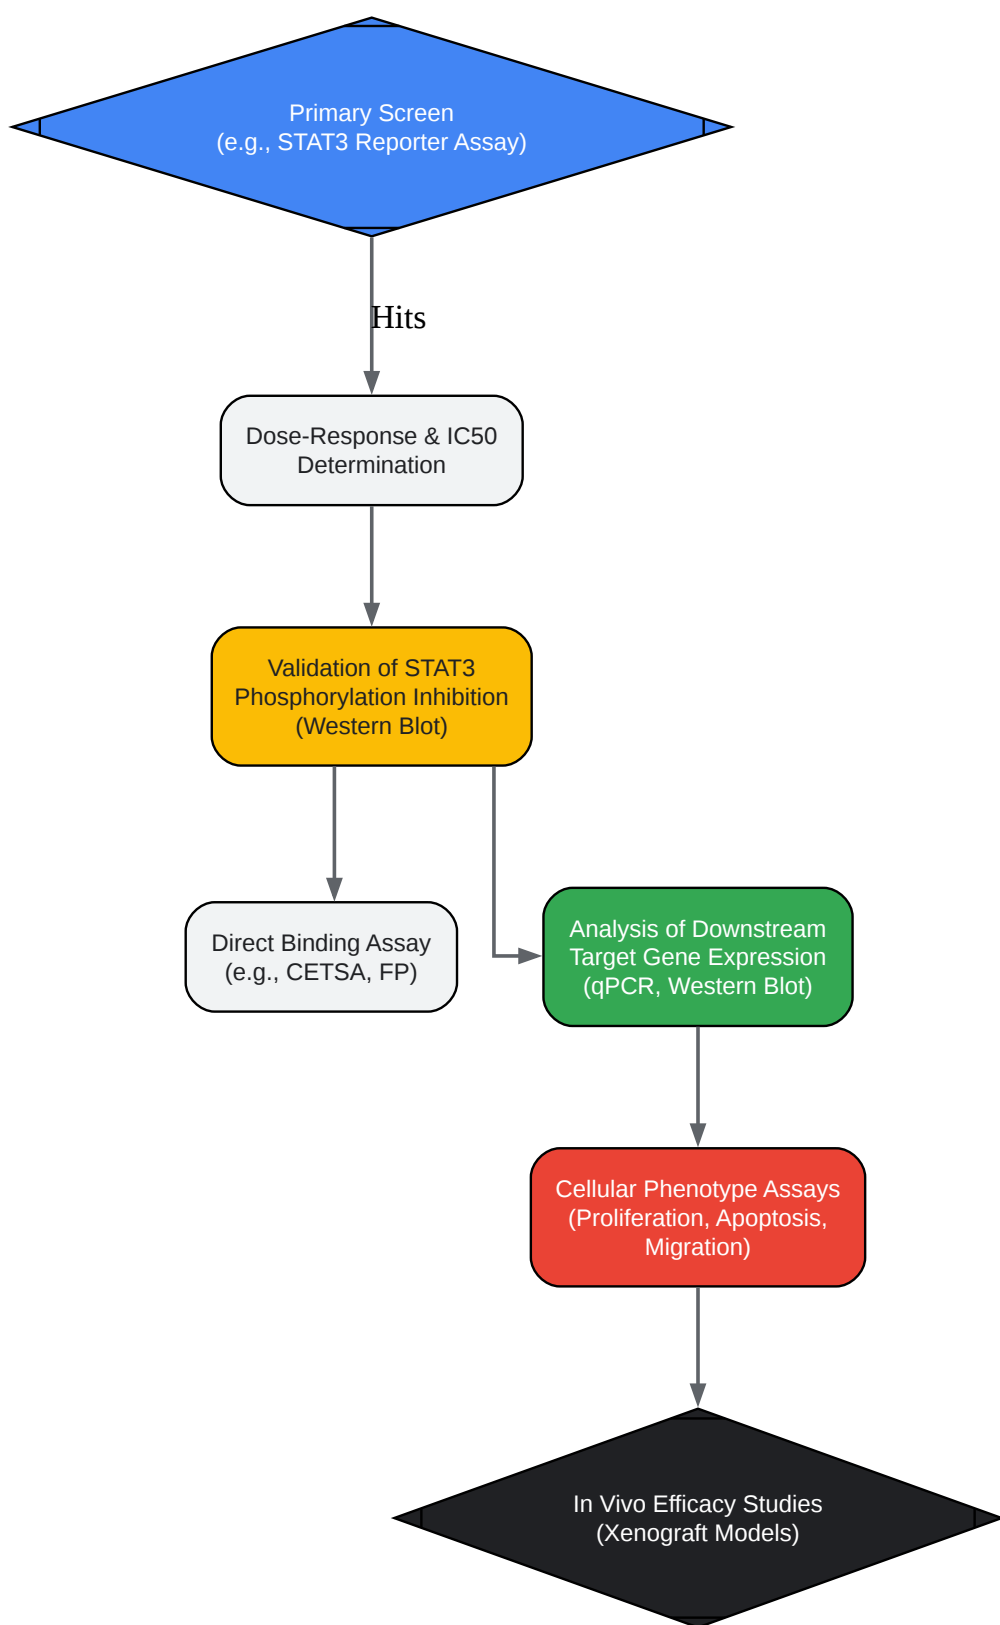 Primary Screen
(e.g., STAT3 Reporter Assay)
Hits
Dose-Response & IC50
Determination
Validation of STAT3
Phosphorylation Inhibition
(Western Blot)
Direct Binding Assay
(e.g., CETSA, FP)
Analysis of Downstream
Target Gene Expression
(qPCR, Western Blot)
Cellular Phenotype Assays
(Proliferation, Apoptosis,
Migration)
In Vivo Efficacy Studies
(Xenograft Models)